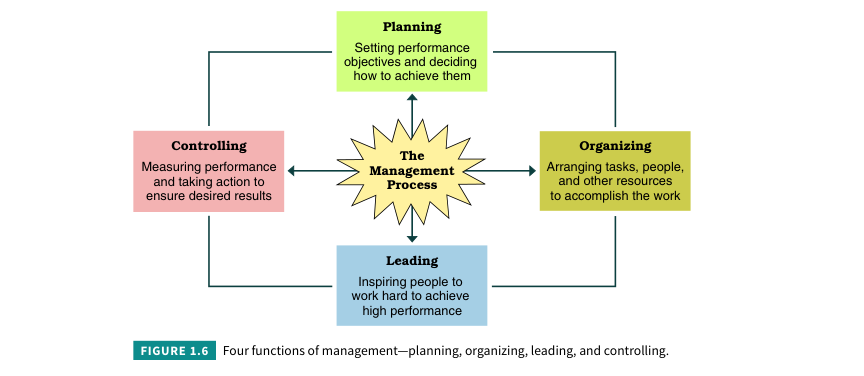 Planning
Setting performance
objectives and deciding
how to achieve them
Controlling
Measuring performance
and taking action to
ensure desired results
The
Management
Process
Organizing
Arranging tasks, people,
and other resources
to accomplish the work
Leading
Inspiring people to
work hard to achieve
high performance
FIGURE 1.6 Four functions of management—planning, organizing, leading, and controlling.